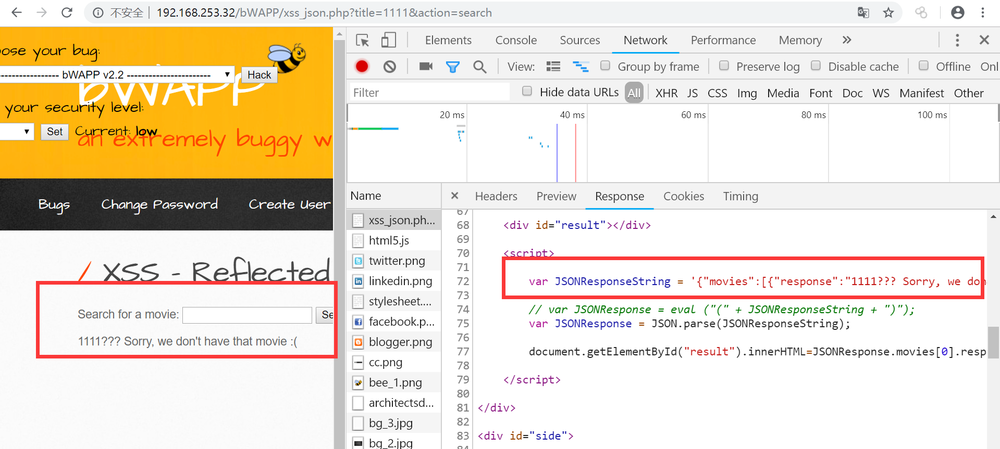 不安全 | 192.168.253.32/bWAPP/xss_json.php?title=1111&action=search
ose your bug:
----------------- bWAPP v2.2 ----------------------- Hack
bWAPP
your security level:
Set Current: low
an extremely buggy w
Bugs Change Password Create User
/ XSS - Reflected
Search for a movie: Se
1111??? Sorry, we don't have that movie :(
Elements Console Sources Network Performance Memory »
View: Group by frame Preserve log Disable cache Offline Onl
Filter Hide data URLs All XHR JS CSS Img Media Font Doc WS Manifest Other
20 ms 40 ms 60 ms 80 ms 100 ms
Name
xss_json.ph...
html5.js
twitter.png
linkedin.png
stylesheet....
facebook.p...
blogger.png
cc.png
bee_1.png
architectsd...
bg_3.jpg
bg_2.jpg
× Headers Preview Response Cookies Timing
67
68 <div id="result"></div>
69
70 <script>
71
72 var JSONResponseString = '{"movies":[{"response":"1111??? Sorry, we don
73
74 // var JSONResponse = eval ("(" + JSONResponseString + ")");
75 var JSONResponse = JSON.parse(JSONResponseString);
76
77 document.getElementById("result").innerHTML=JSONResponse.movies[0].resp
78
79 </script>
80
81 </div>
82
83 <div id="side">
84